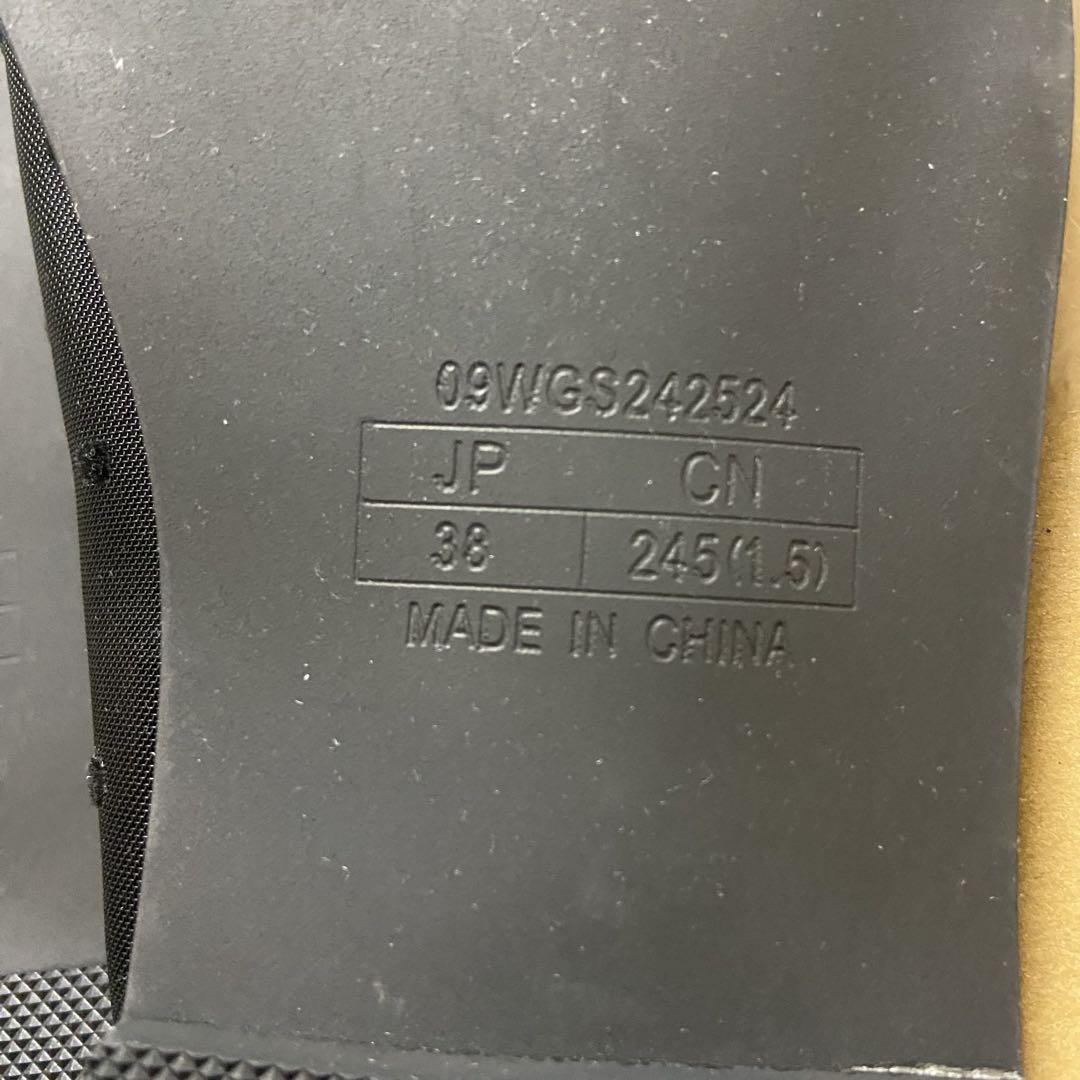 09WGS242524
JP CN
38 245(1.5)
MADE IN CHINA